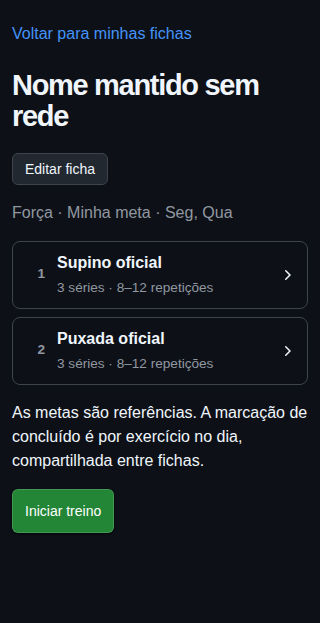 Voltar para minhas fichas
Nome mantido sem
rede
Editar ficha
Força · Minha meta · Seg, Qua
1
Supino oficial
3 séries · 8–12 repetições
2
Puxada oficial
3 séries · 8–12 repetições
As metas são referências. A marcação de
concluído é por exercício no dia,
compartilhada entre fichas.
Iniciar treino